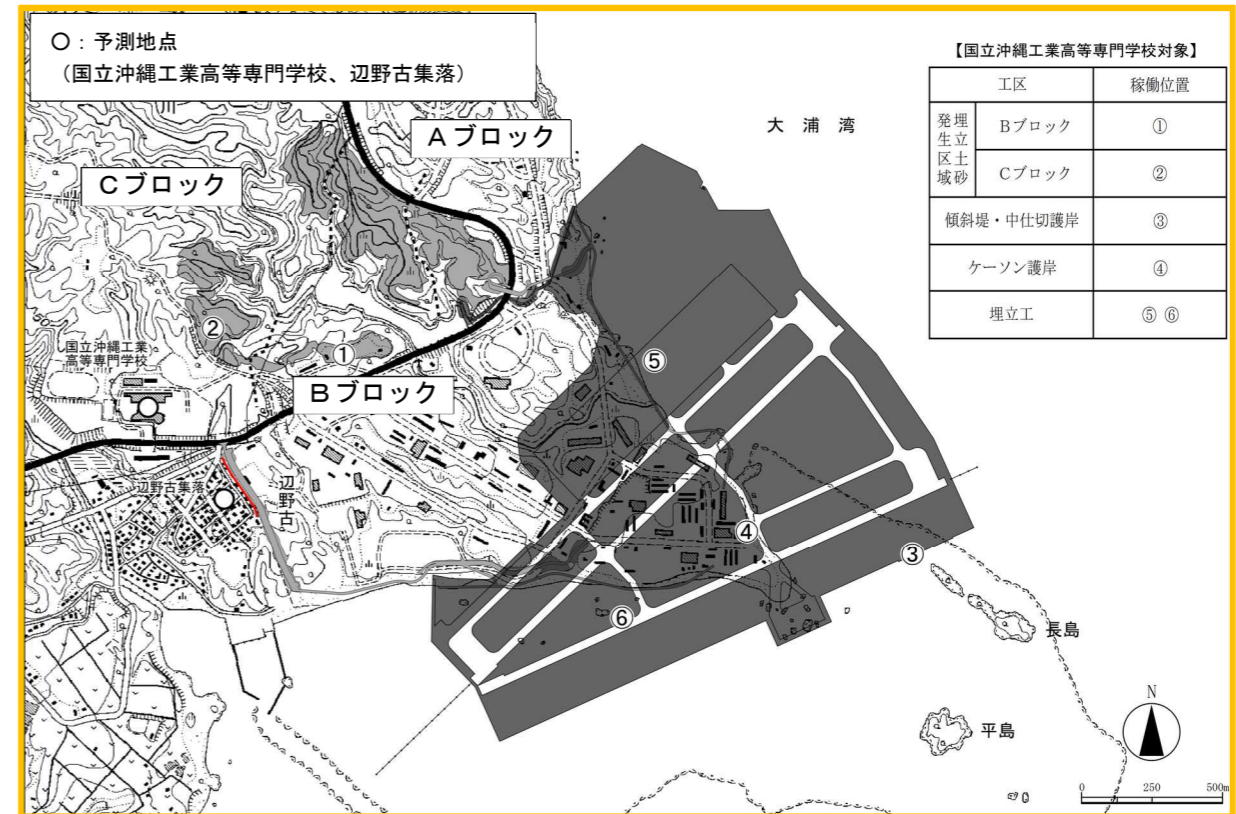 ○：予測地点
（国立沖縄工業高等専門学校、辺野古集落）
【国立沖縄工業高等専門学校対象】
工区 稼働位置
埋立土砂発生区域 Bブロック ①
Cブロック ②
傾斜堤・中仕切護岸 ③
ケーソン護岸 ④
埋立工 ⑤ ⑥
大浦湾
Aブロック
Cブロック
②
①
国立沖縄工業
高等専門学校
Bブロック
⑤
辺野古集落
辺野古
④
③
⑥
長島
平島
N
0 250 500m